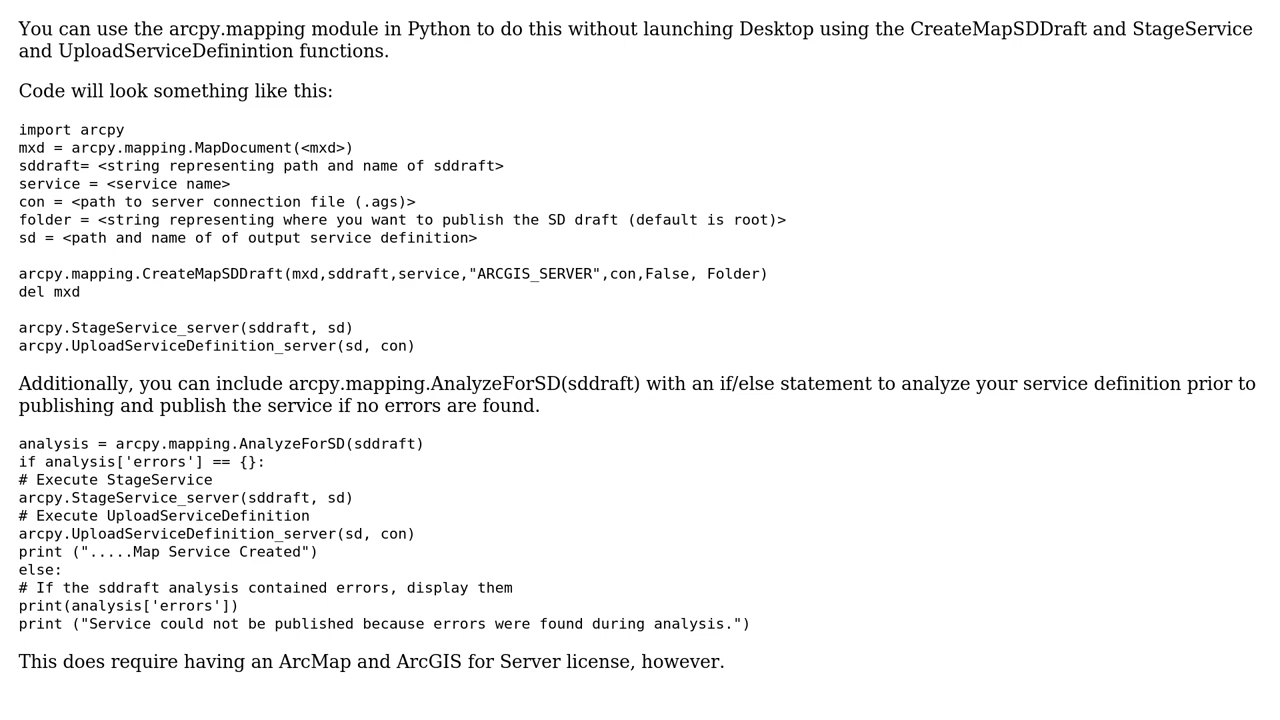 You can use the arcpy.mapping module in Python to do this without launching Desktop using the CreateMapSDDraft and StageService
and UploadServiceDefinintion functions.
Code will look something like this:
import arcpy
mxd = arcpy.mapping.MapDocument(<mxd>)
sddraft= <string representing path and name of sddraft>
service = <service name>
con = <path to server connection file (.ags)>
folder = <string representing where you want to publish the SD draft (default is root)>
sd = <path and name of of output service definition>
arcpy.mapping.CreateMapSDDraft(mxd,sddraft,service,"ARCGIS_SERVER",con,False, Folder)
del mxd
arcpy.StageService_server(sddraft, sd)
arcpy.UploadServiceDefinition_server(sd, con)
Additionally, you can include arcpy.mapping.AnalyzeForSD(sddraft) with an if/else statement to analyze your service definition prior to
publishing and publish the service if no errors are found.
analysis = arcpy.mapping.AnalyzeForSD(sddraft)
if analysis['errors'] == {}:
# Execute StageService
arcpy.StageService_server(sddraft, sd)
# Execute UploadServiceDefinition
arcpy.UploadServiceDefinition_server(sd, con)
print (".....Map Service Created")
else:
# If the sddraft analysis contained errors, display them
print(analysis['errors'])
print ("Service could not be published because errors were found during analysis.")
This does require having an ArcMap and ArcGIS for Server license, however.